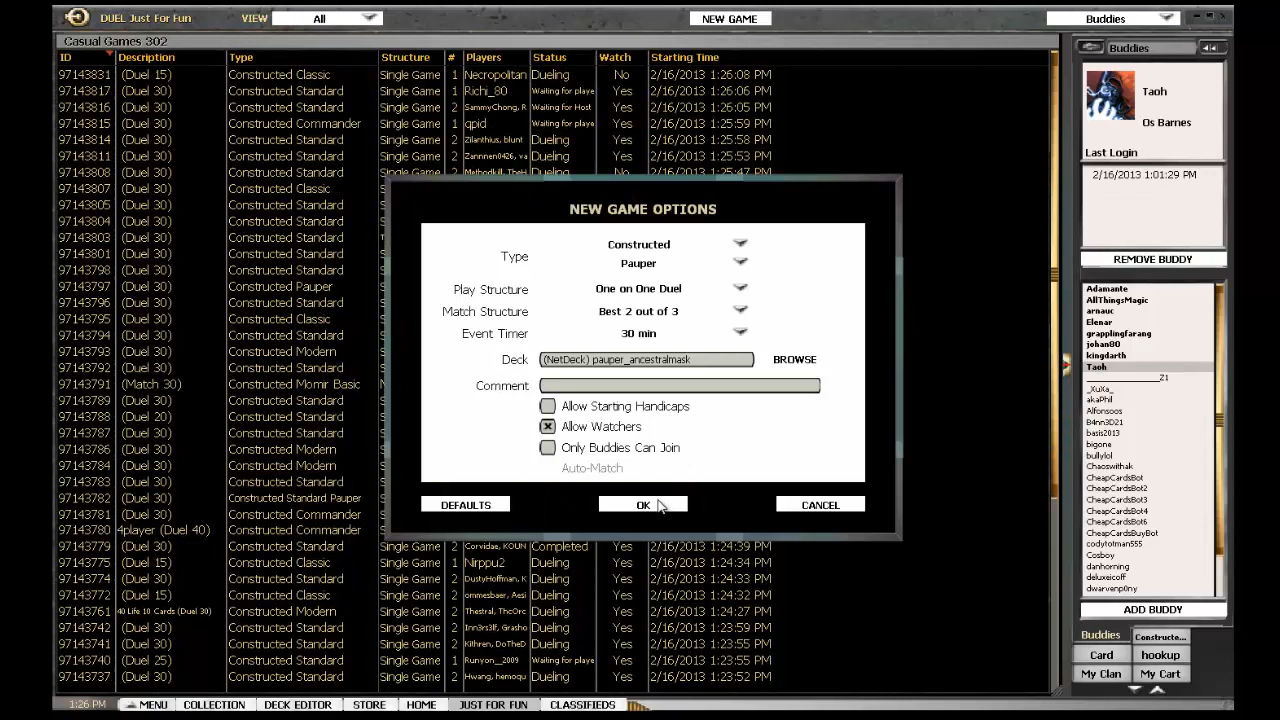 DUEL Just For Fun VIEW All NEW GAME Buddies
Casual Games 302
ID Description Type Structure # Players Status Watch Starting Time
97143831 (Duel 15) Constructed Classic Single Game 1 Necropolitan Dueling No 2/16/2013 1:26:08 PM
97143817 (Duel 30) Constructed Standard Single Game 1 Richi_80 Waiting for playe Yes 2/16/2013 1:26:06 PM
97143816 (Duel 30) Constructed Standard Single Game 2 SammyChong, R Waiting for Host Yes 2/16/2013 1:26:05 PM
97143815 (Duel 30) Constructed Commander Single Game 1 qpid Waiting for playe Yes 2/16/2013 1:25:59 PM
97143814 (Duel 30) Constructed Standard Single Game 2 Zilanthius, blunt Dueling Yes 2/16/2013 1:25:58 PM
97143811 (Duel 30) Constructed Standard Single Game 2 Zannnen0426, va Dueling Yes 2/16/2013 1:25:53 PM
97143808 (Duel 30) Constructed Standard Single Game 2 Methodkill, TheH Dueling No 2/16/2013 1:25:47 PM
97143807 (Duel 30) Constructed Classic
97143805 (Duel 30) Constructed Standard
97143804 (Duel 30) Constructed Standard
97143803 (Duel 30) Constructed Standard
97143801 (Duel 30) Constructed Standard
97143798 (Duel 30) Constructed Standard
97143797 (Duel 30) Constructed Pauper
97143796 (Duel 30) Constructed Standard
97143795 (Duel 30) Constructed Classic
97143794 (Duel 30) Constructed Modern
97143792 (Duel 30) Constructed Standard
97143791 (Match 30) Constructed Momir Basic
97143789 (Duel 30) Constructed Standard
97143788 (Duel 20) Constructed Standard
97143787 (Duel 30) Constructed Standard
97143786 (Duel 30) Constructed Modern
97143784 (Duel 30) Constructed Modern
97143783 (Duel 30) Constructed Standard
97143782 (Duel 30) Constructed Standard Pauper
97143781 (Duel 30) Constructed Commander
97143780 4player (Duel 40) Constructed Commander
97143779 (Duel 30) Constructed Standard Single Game 2 Corvidae, KOUN Completed Yes 2/16/2013 1:24:39 PM
97143775 (Duel 15) Constructed Classic Single Game 1 Nirppu2 Dueling Yes 2/16/2013 1:24:34 PM
97143774 (Duel 30) Constructed Standard Single Game 2 DustyHoffman, K Dueling Yes 2/16/2013 1:24:33 PM
97143772 (Duel 15) Constructed Classic Single Game 2 ommesbaer, Aesi Dueling Yes 2/16/2013 1:24:32 PM
97143761 40 Life 10 Cards (Duel 30) Constructed Modern Single Game 2 Thestral, ThcOrc Dueling Yes 2/16/2013 1:24:27 PM
97143742 (Duel 30) Constructed Standard Single Game 2 Inn3rs3lf, Growub Dueling Yes 2/16/2013 1:23:59 PM
97143741 (Duel 30) Constructed Standard Single Game 2 Kithren, DoTheD Dueling Yes 2/16/2013 1:23:55 PM
97143740 (Duel 25) Constructed Standard Single Game 1 Runyon__2009 Waiting for playe Yes 2/16/2013 1:23:55 PM
97143737 (Duel 30) Constructed Standard Single Game 2 Hwang, hemoqu Dueling Yes 2/16/2013 1:23:52 PM
NEW GAME OPTIONS
Type Constructed
Pauper
Play Structure One on One Duel
Match Structure Best 2 out of 3
Event Timer 30 min
Deck (NetDeck) pauper_ancestralmask BROWSE
Comment
Allow Starting Handicaps
Allow Watchers
Only Buddies Can Join
Auto-Match
DEFAULTS OK CANCEL
Buddies
Taoh
Os Barnes
Last Login
2/16/2013 1:01:29 PM
REMOVE BUDDY
Adamante
AllThingsMagic
arnauc
Elenar
grapplingfarang
johan80
kingdarth
Taoh
_________________Z1
_XuXa_
akaPhil
Alfonsoos
B4nn3D21
basis2013
bigone
bullylol
Chaoswithak
CheapCardsBot
CheapCardsBot2
CheapCardsBot3
CheapCardsBot4
CheapCardsBot5
CheapCardsBot6
CheapCardsBuyBot
codytotman555
Cosboy
danhorning
deluxeicoff
dwarvenp0ny
ADD BUDDY
Buddies Constructe...
Card hookup
My Clan My Cart
1:26 PM MENU COLLECTION DECK EDITOR STORE HOME JUST FOR FUN CLASSIFIEDS